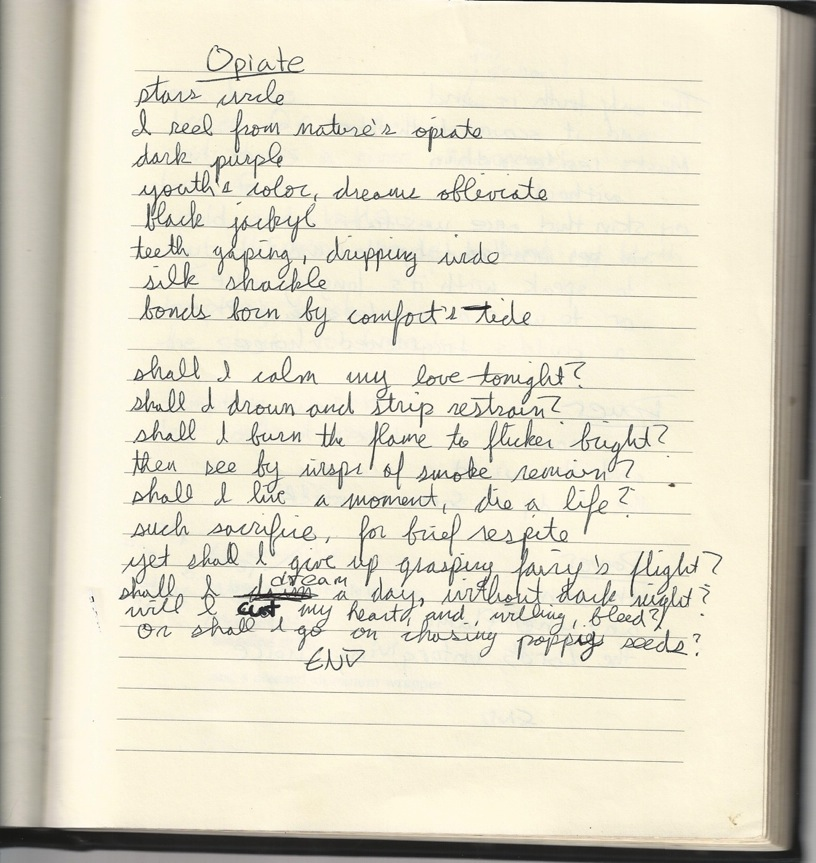 Opiate
stars circle
I reel from nature's opiate
dark purple
youth's color, dreams obliviate
black jackyl
teeth gaping, dripping wide
silk shackle
bonds born by comfort's tide
shall I calm my love tonight?
shall I drown and strip restrain?
shall I burn the flame to flicker bright?
then see by wisps of smoke remain?
shall I live a moment, die a life?
such sacrifice, for brief respite
yet shall I give up grasping fairy's flight?
shall I dream a day, without dark night?
will I cut my heart, and, willing, bleed?
Or shall I go on chasing poppy seeds?
END